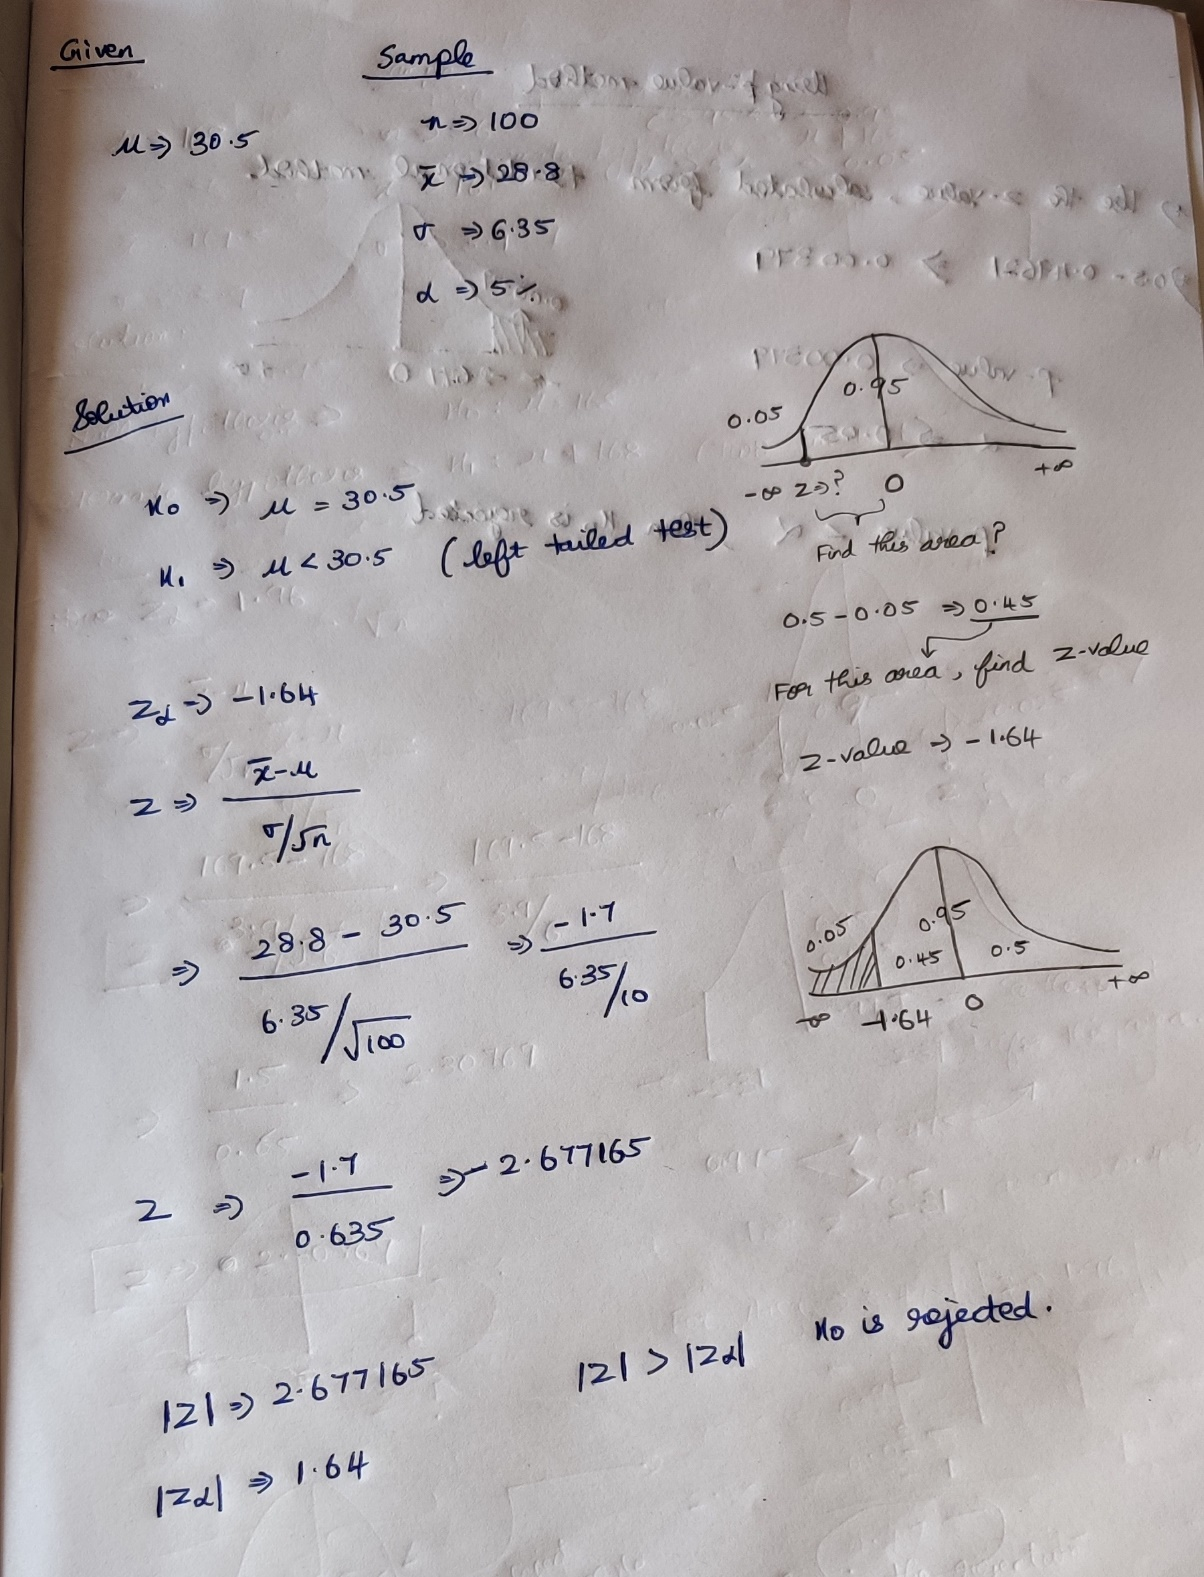 Given
Sample
μ ⇒ 30.5
n ⇒ 100
x̄ ⇒ 28.8
σ ⇒ 6.35
α ⇒ 5%
Solution
H₀ ⇒ μ = 30.5
H₁ ⇒ μ < 30.5 (left tailed test)
0.05
0.95
-∞ Z⇒? 0 +∞
Find this area?
0.5 - 0.05 ⇒ 0.45
For this area, find Z-value
Z-value ⇒ -1.64
Zα ⇒ -1.64
Z ⇒ x̄-μ
σ/√n
⇒ 28.8 - 30.5 ⇒ -1.7
6.35/√100 6.35/10
0.05 0.95
0.45 0.5
-∞ -1.64 0 +∞
Z ⇒ -1.7 ⇒ -2.677165
0.635
|Z| ⇒ 2.677165 |Z| > |Zα| H₀ is rejected.
|Zα| ⇒ 1.64